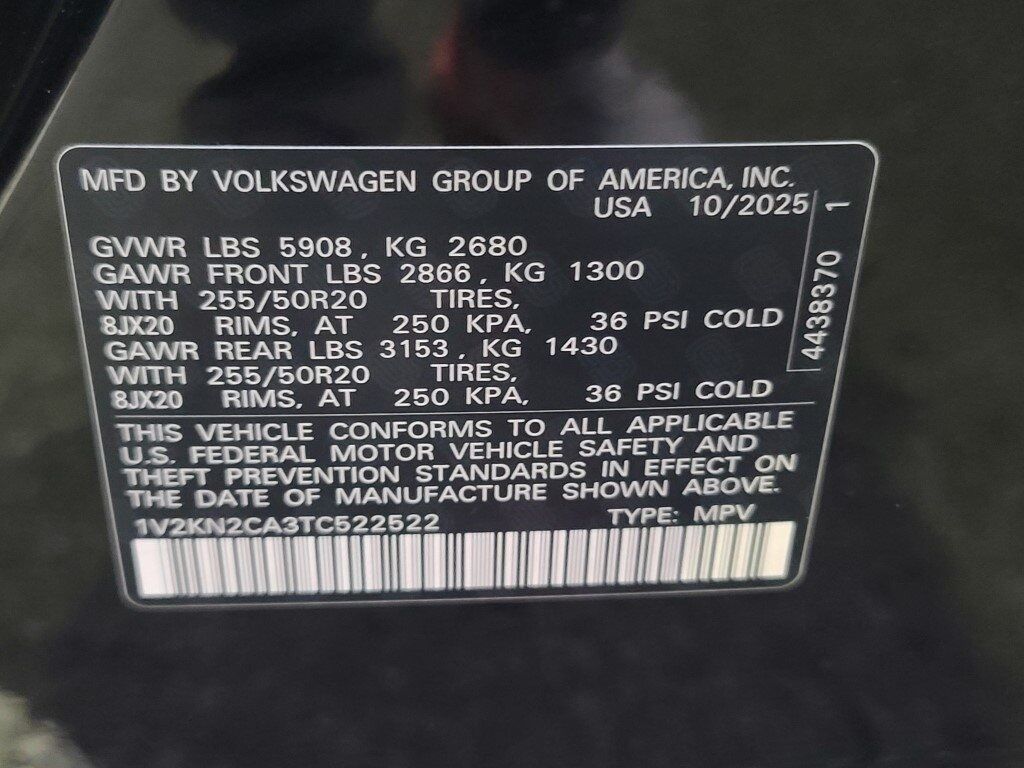 MFD BY VOLKSWAGEN GROUP OF AMERICA, INC.
USA 10/2025
GVWR LBS 5908, KG 2680
GAWR FRONT LBS 2866, KG 1300
WITH 255/50R20 TIRES,
8JX20 RIMS, AT 250 KPA, 36 PSI COLD
GAWR REAR LBS 3153, KG 1430
WITH 255/50R20 TIRES,
8JX20 RIMS, AT 250 KPA, 36 PSI COLD
THIS VEHICLE CONFORMS TO ALL APPLICABLE
U.S. FEDERAL MOTOR VEHICLE SAFETY AND
THEFT PREVENTION STANDARDS IN EFFECT ON
THE DATE OF MANUFACTURE SHOWN ABOVE.
1V2KN2CA3TC522522 TYPE: MPV
4438370 1